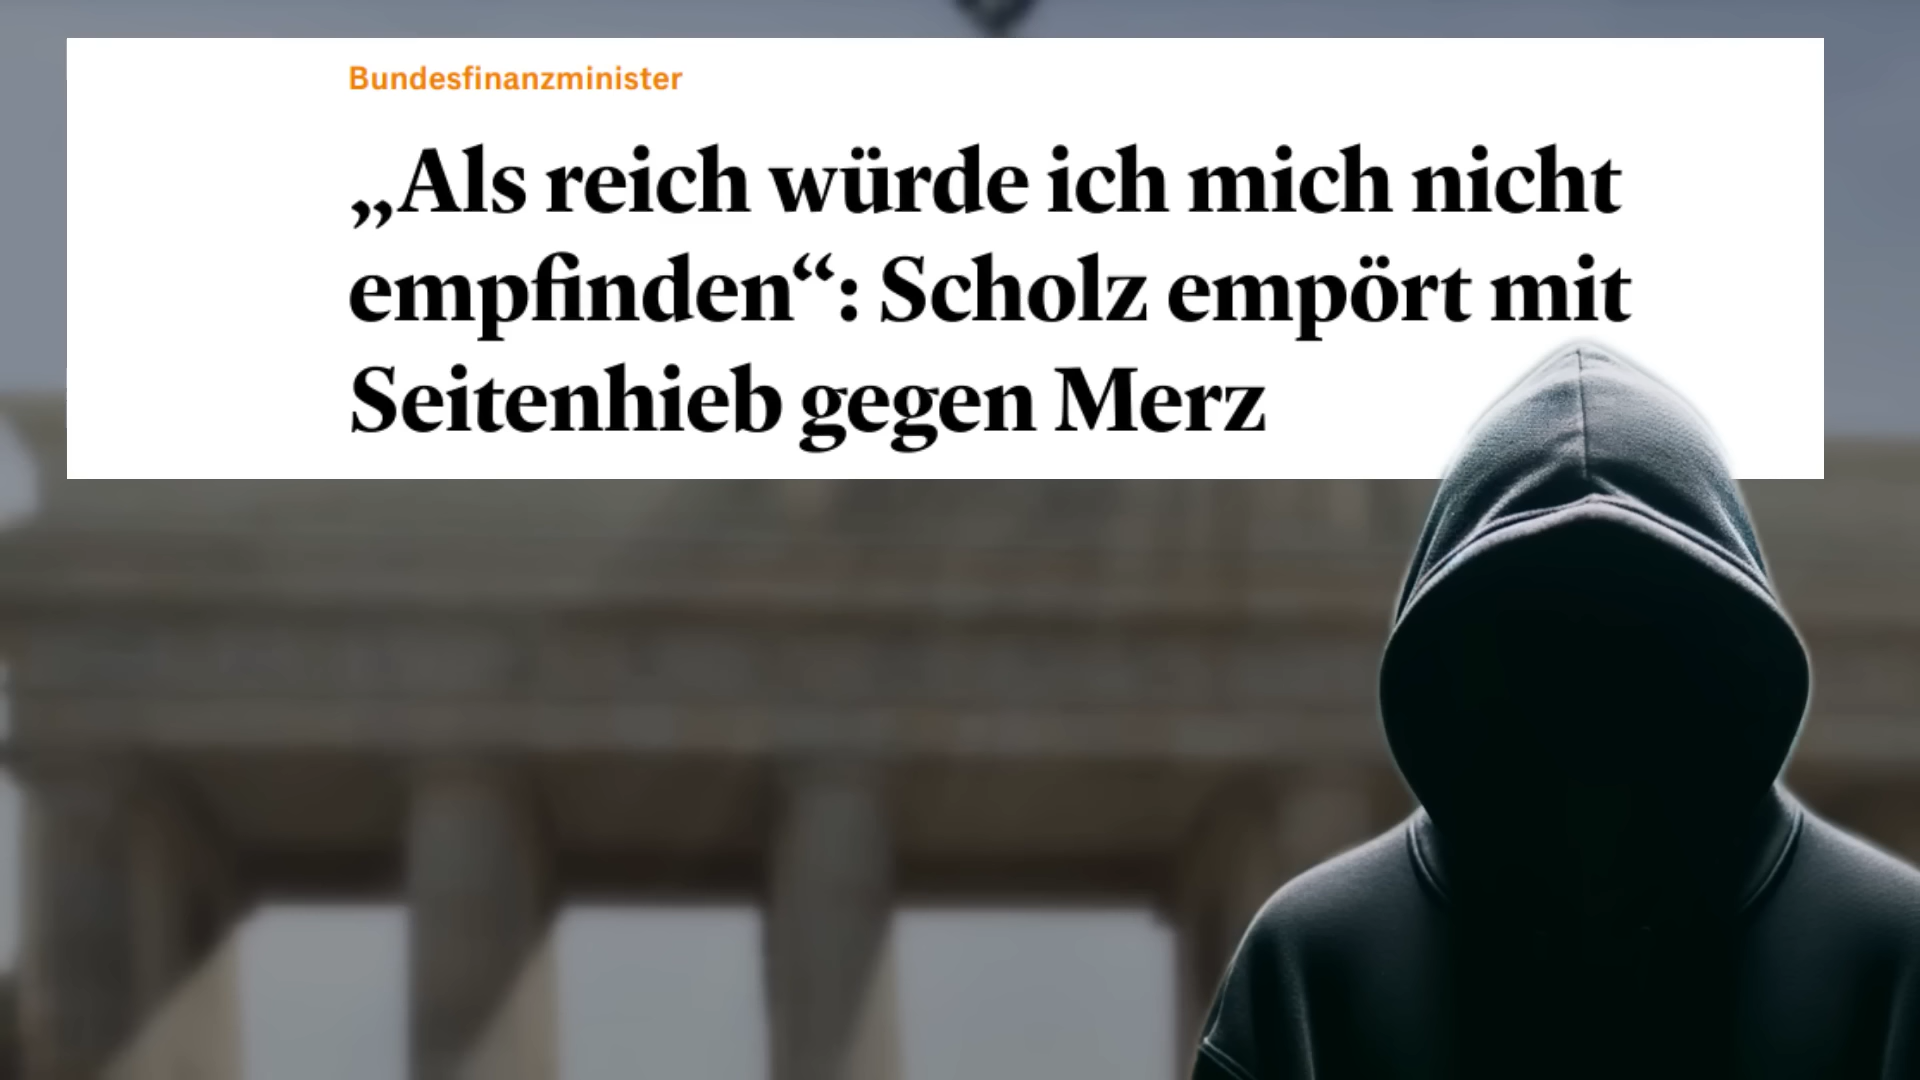 Bundesfinanzminister
„Als reich würde ich mich nicht
empfinden“: Scholz empört mit
Seitenhieb gegen Merz